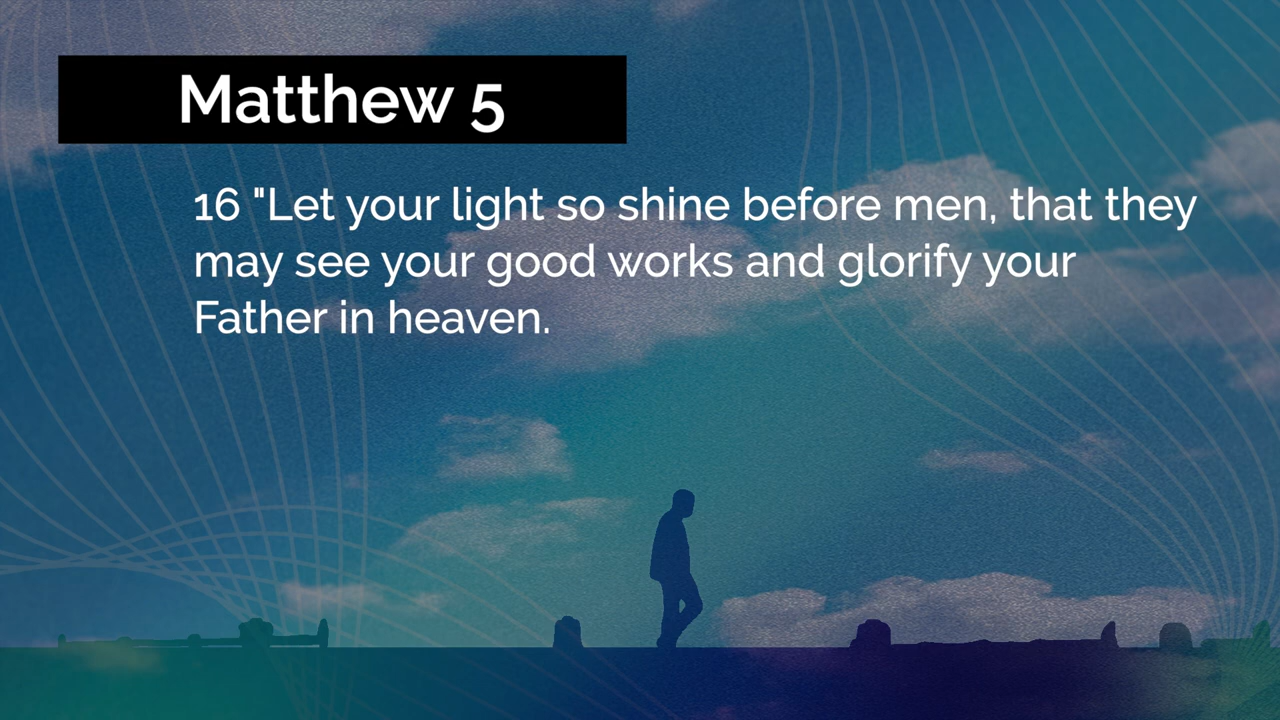 Matthew 5
16 "Let your light so shine before men, that they
may see your good works and glorify your
Father in heaven.